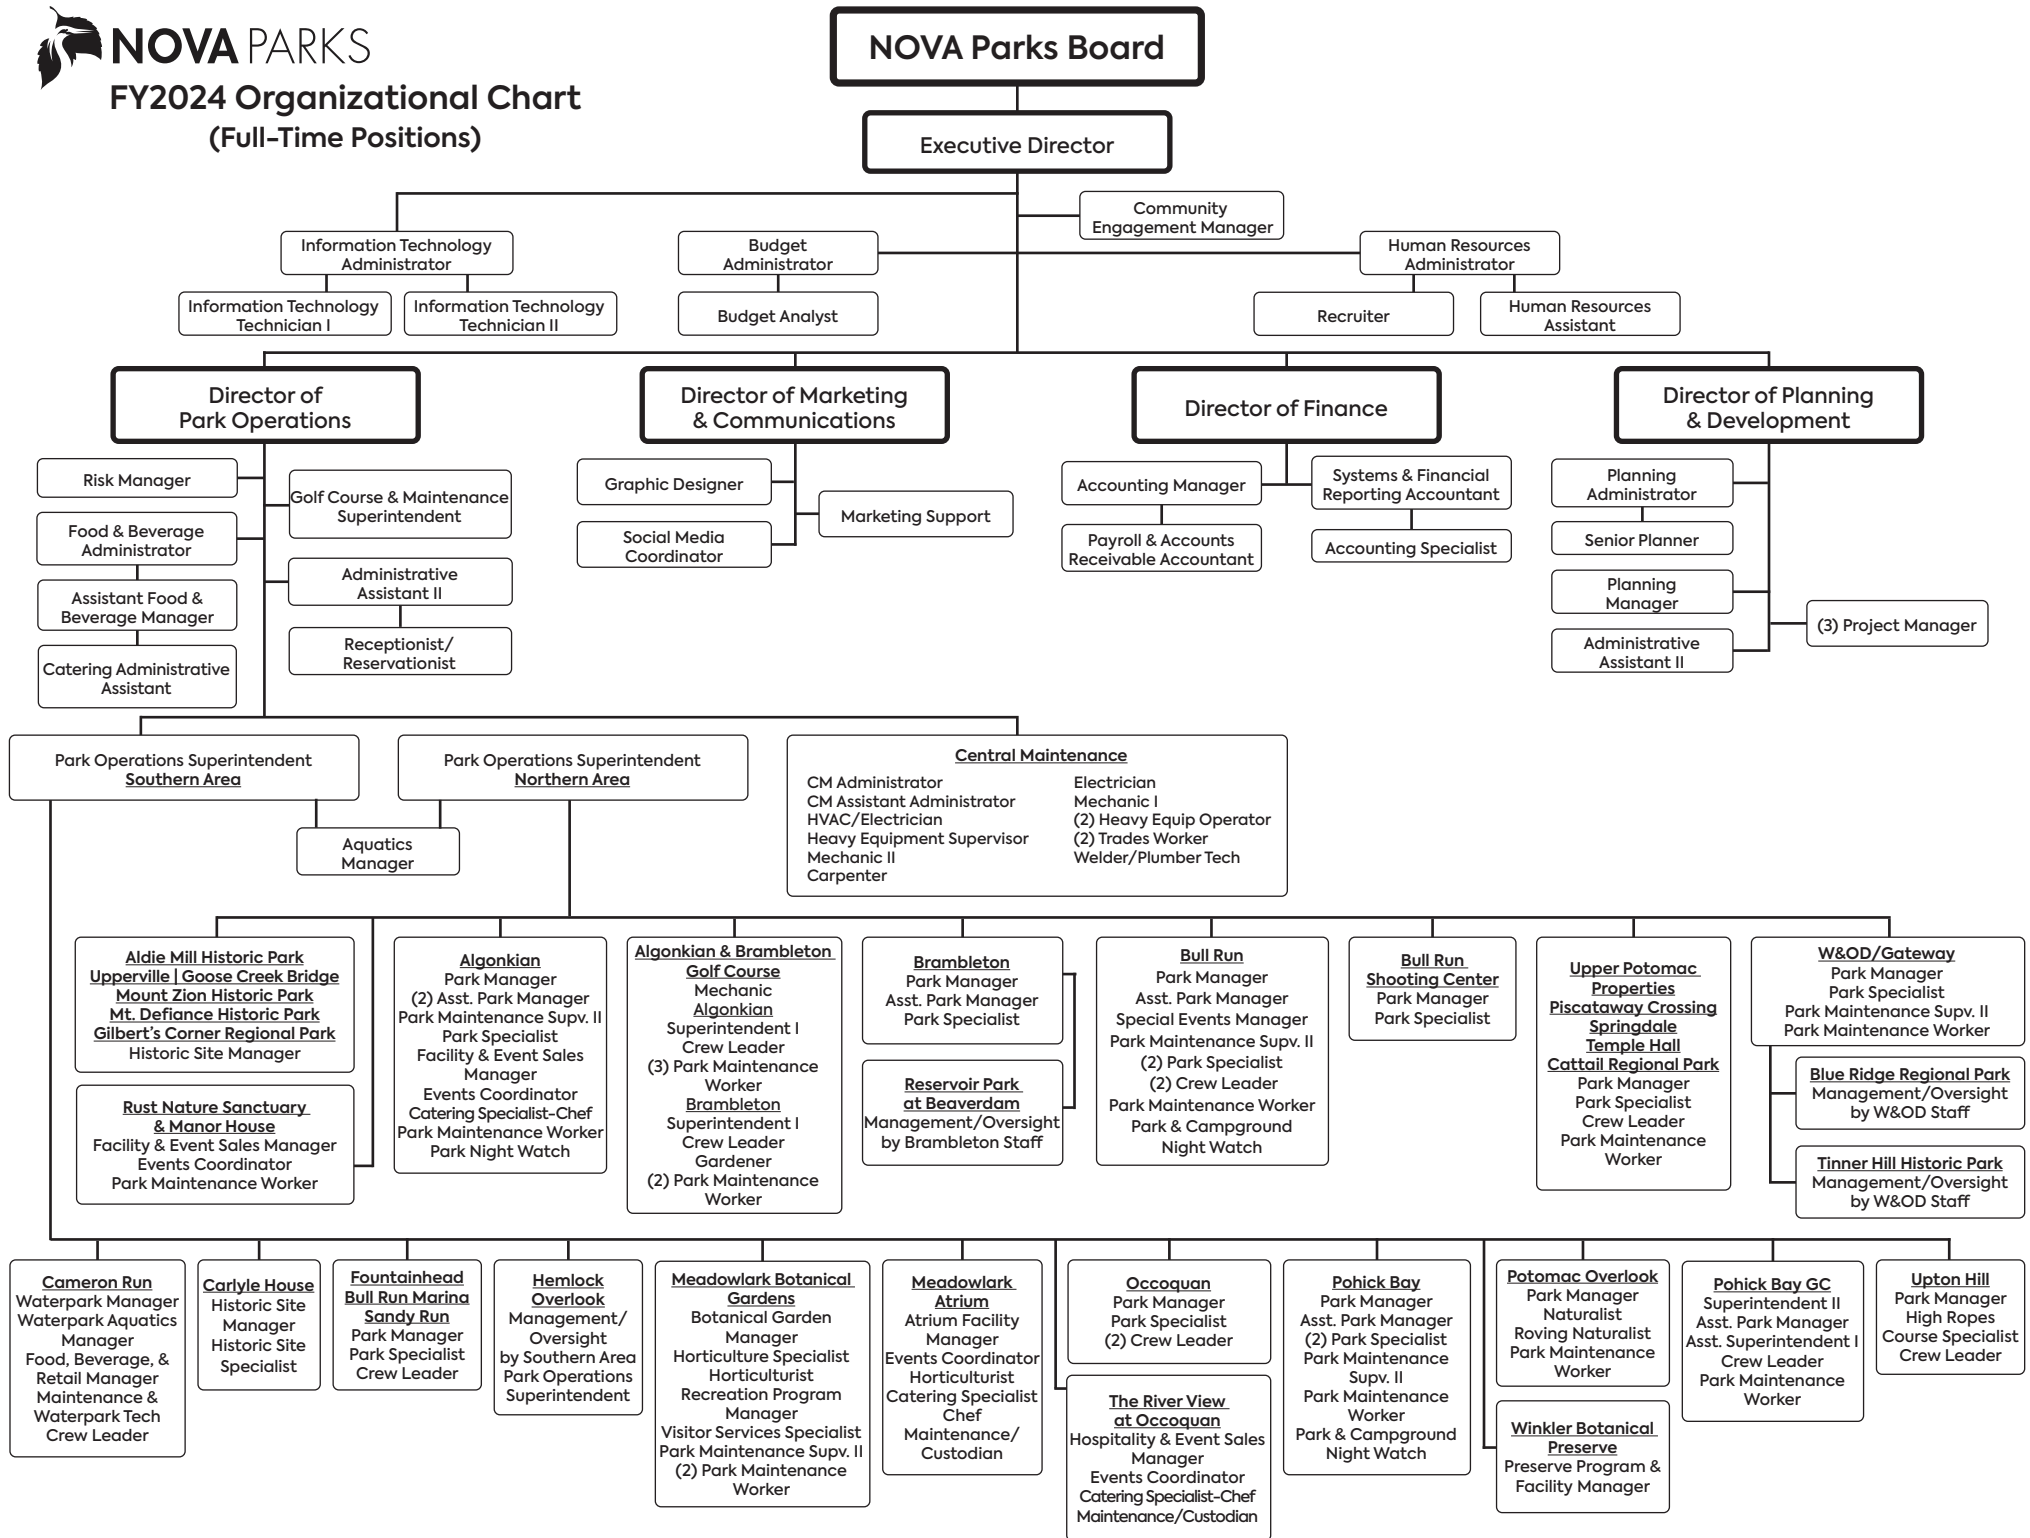 NOVA PARKS
FY2024 Organizational Chart
(Full-Time Positions)
NOVA Parks Board
Executive Director
Community
Engagement Manager
Information Technology
Administrator
Budget
Administrator
Human Resources
Administrator
Information Technology
Technician I
Information Technology
Technician II
Budget Analyst
Recruiter
Human Resources
Assistant
Director of
Park Operations
Director of Marketing
& Communications
Director of Finance
Director of Planning
& Development
Risk Manager
Golf Course & Maintenance
Superintendent
Food & Beverage
Administrator
Administrative
Assistant II
Assistant Food &
Beverage Manager
Receptionist/
Reservationist
Catering Administrative
Assistant
Graphic Designer
Marketing Support
Social Media
Coordinator
Accounting Manager
Systems & Financial
Reporting Accountant
Payroll & Accounts
Receivable Accountant
Accounting Specialist
Planning
Administrator
Senior Planner
Planning
Manager
(3) Project Manager
Administrative
Assistant II
Park Operations Superintendent
Southern Area
Park Operations Superintendent
Northern Area
Aquatics
Manager
Central Maintenance
CM Administrator
CM Assistant Administrator
HVAC/Electrician
Heavy Equipment Supervisor
Mechanic II
Carpenter
Electrician
Mechanic I
(2) Heavy Equip Operator
(2) Trades Worker
Welder/Plumber Tech
Aldie Mill Historic Park
Upperville | Goose Creek Bridge
Mount Zion Historic Park
Mt. Defiance Historic Park
Gilbert's Corner Regional Park
Historic Site Manager
Rust Nature Sanctuary
& Manor House
Facility & Event Sales Manager
Events Coordinator
Park Maintenance Worker
Algonkian
Park Manager
(2) Asst. Park Manager
Park Maintenance Supv. II
Park Specialist
Facility & Event Sales
Manager
Events Coordinator
Catering Specialist-Chef
Park Maintenance Worker
Park Night Watch
Algonkian & Brambleton
Golf Course
Mechanic
Algonkian
Superintendent I
Crew Leader
(3) Park Maintenance
Worker
Brambleton
Superintendent I
Crew Leader
Gardener
(2) Park Maintenance
Worker
Brambleton
Park Manager
Asst. Park Manager
Park Specialist
Reservoir Park
at Beaverdam
Management/Oversight
by Brambleton Staff
Bull Run
Park Manager
Asst. Park Manager
Special Events Manager
Park Maintenance Supv. II
(2) Park Specialist
(2) Crew Leader
Park Maintenance Worker
Park & Campground
Night Watch
Bull Run
Shooting Center
Park Manager
Park Specialist
Upper Potomac
Properties
Piscataway Crossing
Springdale
Temple Hall
Cattail Regional Park
Park Manager
Park Specialist
Crew Leader
Park Maintenance
Worker
W&OD/Gateway
Park Manager
Park Specialist
Park Maintenance Supv. II
Park Maintenance Worker
Blue Ridge Regional Park
Management/Oversight
by W&OD Staff
Tinner Hill Historic Park
Management/Oversight
by W&OD Staff
Cameron Run
Waterpark Manager
Waterpark Aquatics
Manager
Food, Beverage, &
Retail Manager
Maintenance &
Waterpark Tech
Crew Leader
Carlyle House
Historic Site
Manager
Historic Site
Specialist
Fountainhead
Bull Run Marina
Sandy Run
Park Manager
Park Specialist
Crew Leader
Hemlock
Overlook
Management/
Oversight
by Southern Area
Park Operations
Superintendent
Meadowlark Botanical
Gardens
Botanical Garden
Manager
Horticulture Specialist
Horticulturist
Recreation Program
Manager
Visitor Services Specialist
Park Maintenance Supv. II
(2) Park Maintenance
Worker
Meadowlark
Atrium
Atrium Facility
Manager
Events Coordinator
Horticulturist
Catering Specialist
Chef
Maintenance/
Custodian
Occoquan
Park Manager
Park Specialist
(2) Crew Leader
The River View
at Occoquan
Hospitality & Event Sales
Manager
Events Coordinator
Catering Specialist-Chef
Maintenance/Custodian
Pohick Bay
Park Manager
Asst. Park Manager
(2) Park Specialist
Park Maintenance
Supv. II
Park Maintenance
Worker
Park & Campground
Night Watch
Potomac Overlook
Park Manager
Naturalist
Roving Naturalist
Park Maintenance
Worker
Winkler Botanical
Preserve
Preserve Program &
Facility Manager
Pohick Bay GC
Superintendent II
Asst. Park Manager
Asst. Superintendent I
Crew Leader
Park Maintenance
Worker
Upton Hill
Park Manager
High Ropes
Course Specialist
Crew Leader